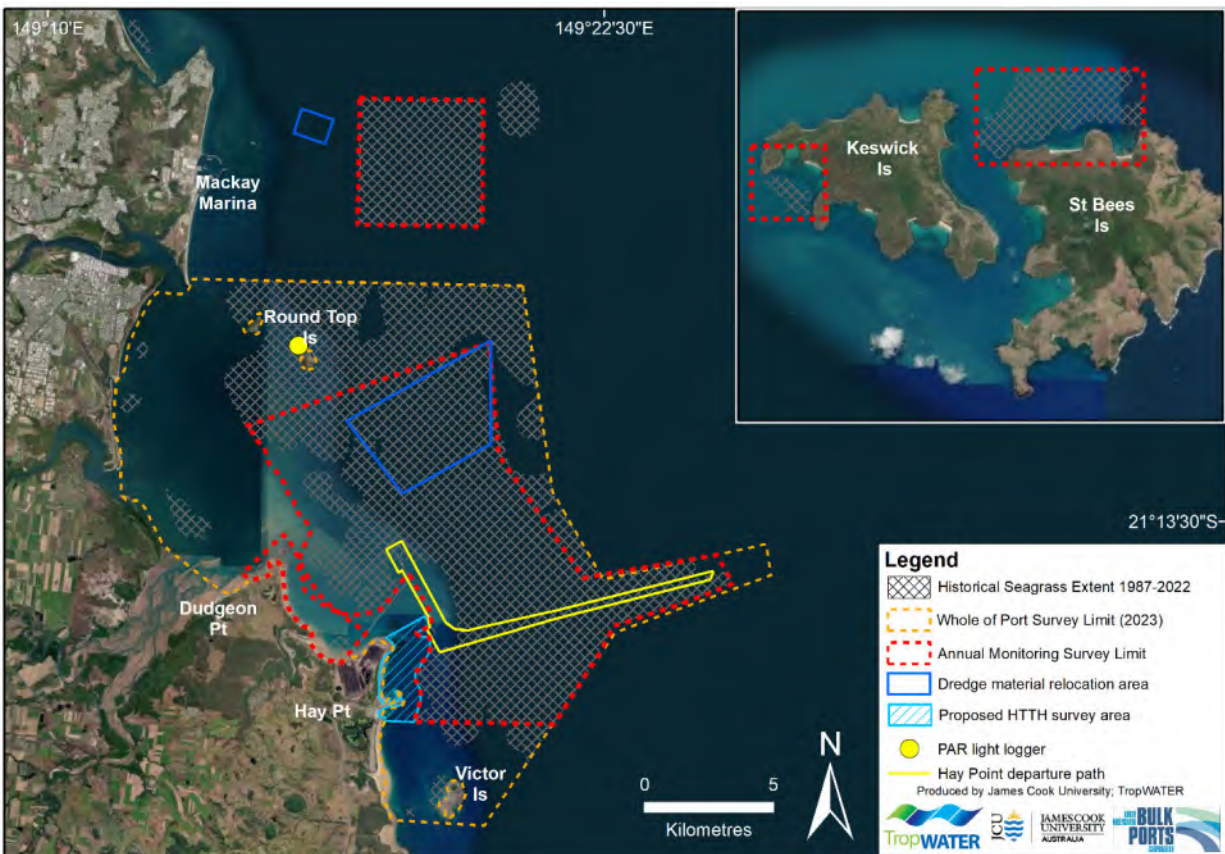 149°10'E
149°22'30"E
Mackay
Marina
Keswick
Is
St Bees
Is
Round Top
Is
21°13'30"S
Dudgeon
Pt
Hay Pt
Victor
Is
0 5
Kilometres
N
Legend
Historical Seagrass Extent 1987-2022
Whole of Port Survey Limit (2023)
Annual Monitoring Survey Limit
Dredge material relocation area
Proposed HTTH survey area
PAR light logger
Hay Point departure path
Produced by James Cook University; TropWATER
TropWATER
JCU
JAMES COOK
UNIVERSITY
AUSTRALIA
BULK
PORTS